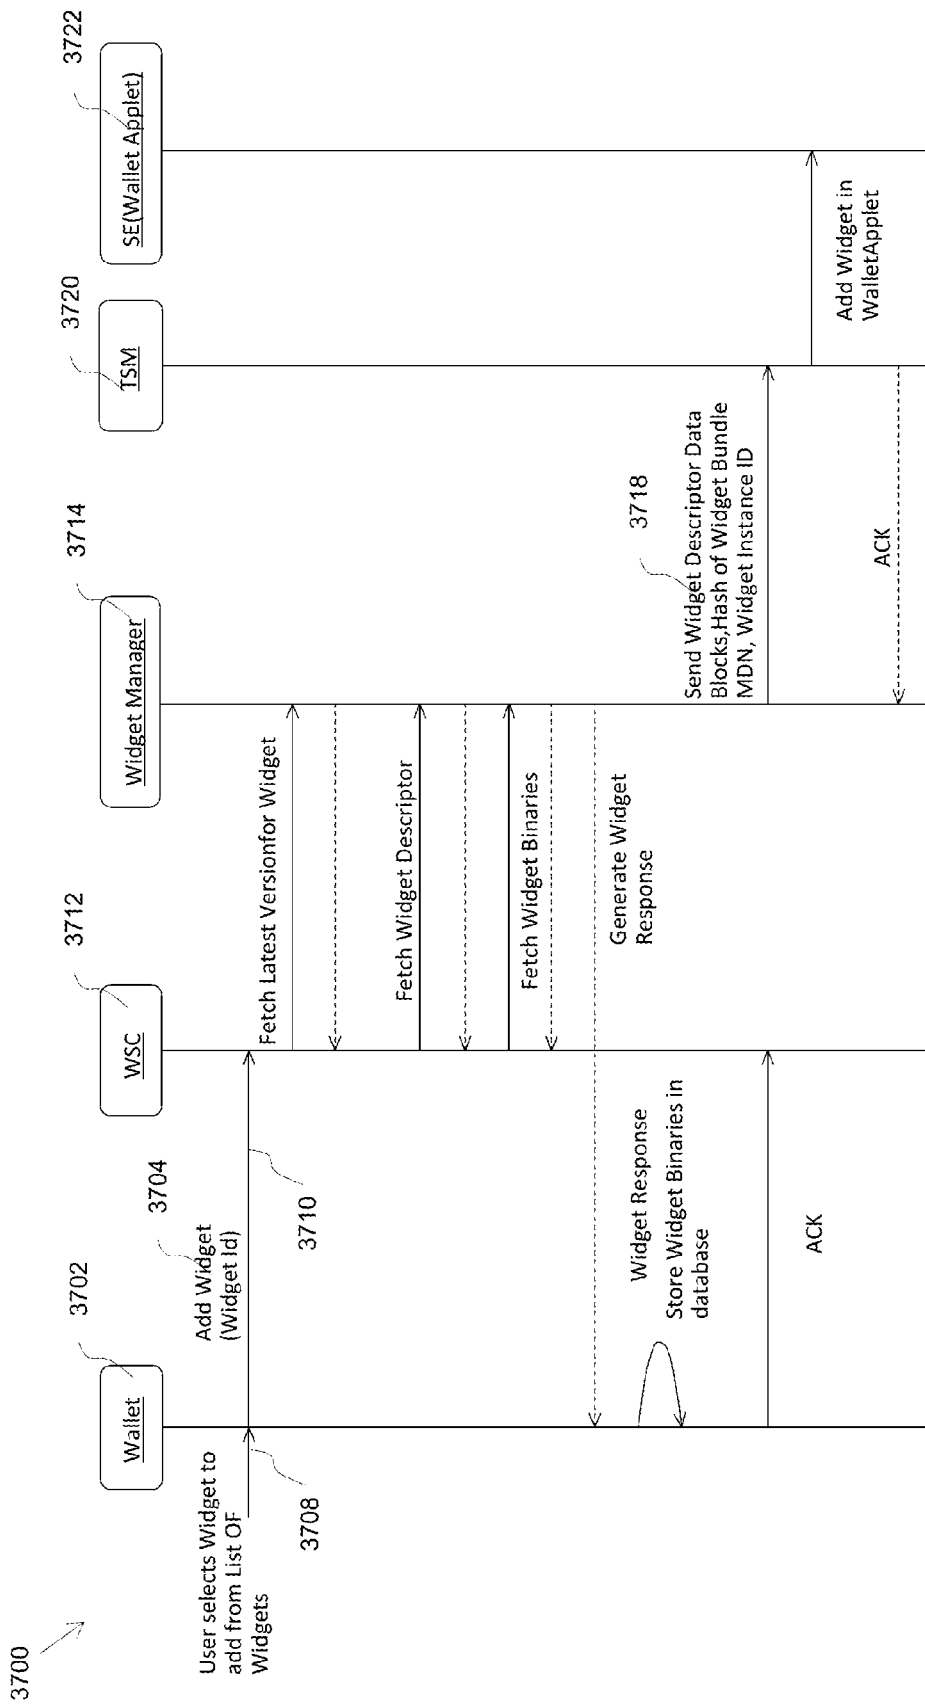 3700
Wallet
3702
WSC
3712
Widget Manager
3714
TSM
3720
SE(Wallet Applet)
3722
User selects Widget to
add from List OF
Widgets
3708
Add Widget
(Widget Id)
3704
3710
Fetch Latest Versionfor Widget
Fetch Widget Descriptor
Fetch Widget Binaries
Generate Widget
Response
Widget Response
Store Widget Binaries in
database
ACK
3718
Send Widget Descriptor Data
Blocks,Hash of Widget Bundle
MDN, Widget Instance ID
Add Widget in
WalletApplet
ACK